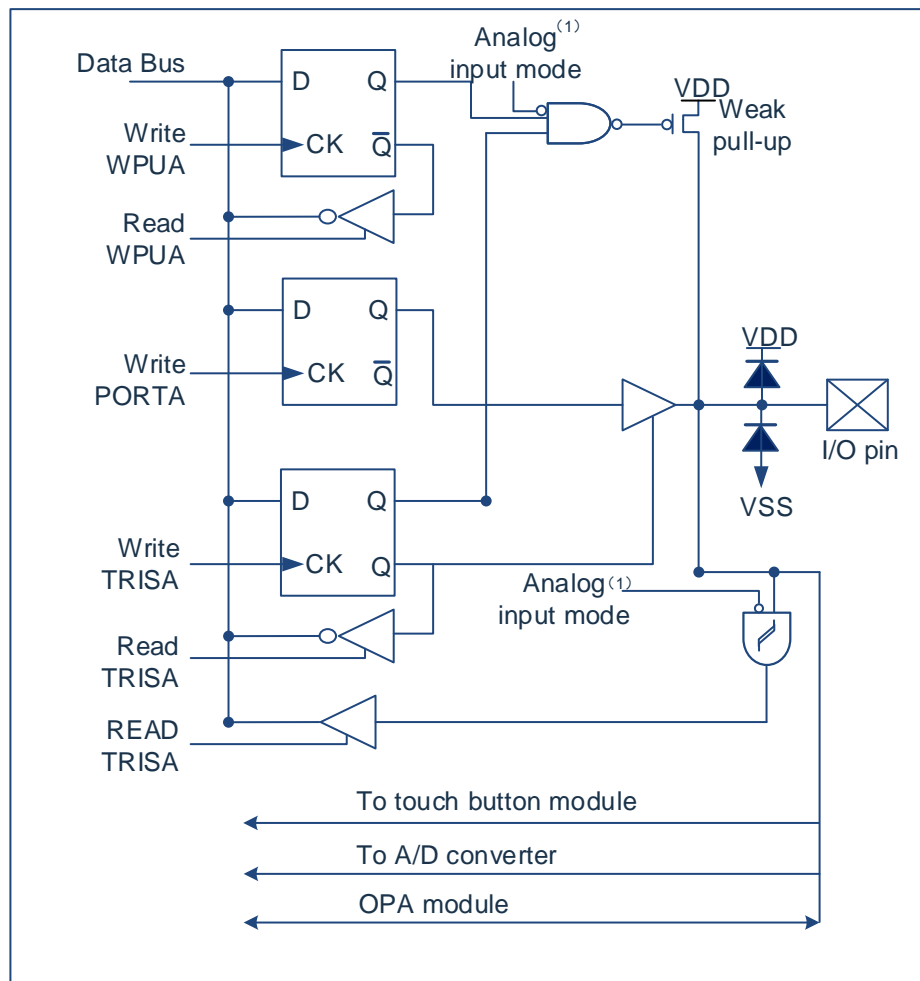 Analog(1)
input mode
Data Bus
D
Q
VDD
Weak
pull-up
Write
WPUA
CK
Q
Read
WPUA
D
Q
VDD
Write
PORTA
CK
Q
I/O pin
VSS
D
Q
Write
TRISA
CK
Q
Analog(1)
input mode
Read
TRISA
READ
TRISA
To touch button module
To A/D converter
OPA module